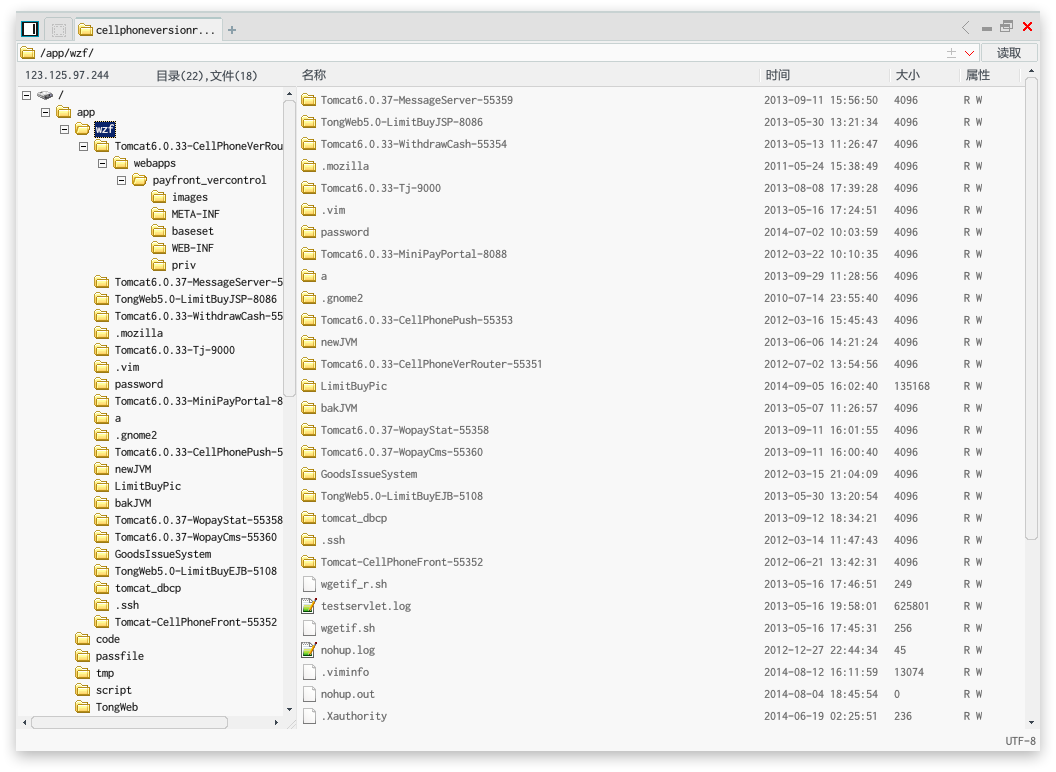 cellphoneversionr...
/app/wzf/
读取
123.125.97.244 目录(22),文件(18)
名称 时间 大小 属性
/
app
wzf
Tomcat6.0.33-CellPhoneVerRou
webapps
payfront_vercontrol
images
META-INF
baseset
WEB-INF
priv
Tomcat6.0.37-MessageServer-5
TongWeb5.0-LimitBuyJSP-8086
Tomcat6.0.33-WithdrawCash-55
.mozilla
Tomcat6.0.33-Tj-9000
.vim
password
Tomcat6.0.33-MiniPayPortal-8
a
.gnome2
Tomcat6.0.33-CellPhonePush-5
newJVM
LimitBuyPic
bakJVM
Tomcat6.0.37-WopayStat-55358
Tomcat6.0.37-WopayCms-55360
GoodsIssueSystem
TongWeb5.0-LimitBuyEJB-5108
tomcat_dbcp
.ssh
Tomcat-CellPhoneFront-55352
code
passfile
tmp
script
TongWeb
Tomcat6.0.37-MessageServer-55359 2013-09-11 15:56:50 4096 R W
TongWeb5.0-LimitBuyJSP-8086 2013-05-30 13:21:34 4096 R W
Tomcat6.0.33-WithdrawCash-55354 2013-05-13 11:26:47 4096 R W
.mozilla 2011-05-24 15:38:49 4096 R W
Tomcat6.0.33-Tj-9000 2013-08-08 17:39:28 4096 R W
.vim 2013-05-16 17:24:51 4096 R W
password 2014-07-02 10:03:59 4096 R W
Tomcat6.0.33-MiniPayPortal-8088 2012-03-22 10:10:35 4096 R W
a 2013-09-29 11:28:56 4096 R W
.gnome2 2010-07-14 23:55:40 4096 R W
Tomcat6.0.33-CellPhonePush-55353 2012-03-16 15:45:43 4096 R W
newJVM 2013-06-06 14:21:24 4096 R W
Tomcat6.0.33-CellPhoneVerRouter-55351 2012-07-02 13:54:56 4096 R W
LimitBuyPic 2014-09-05 16:02:40 135168 R W
bakJVM 2013-05-07 11:26:57 4096 R W
Tomcat6.0.37-WopayStat-55358 2013-09-11 16:01:55 4096 R W
Tomcat6.0.37-WopayCms-55360 2013-09-11 16:00:40 4096 R W
GoodsIssueSystem 2012-03-15 21:04:09 4096 R W
TongWeb5.0-LimitBuyEJB-5108 2013-05-30 13:20:54 4096 R W
tomcat_dbcp 2013-09-12 18:34:21 4096 R W
.ssh 2012-03-14 11:47:43 4096 R W
Tomcat-CellPhoneFront-55352 2012-06-21 13:42:31 4096 R W
wgetif_r.sh 2013-05-16 17:46:51 249 R W
testservlet.log 2013-05-16 19:58:01 625801 R W
wgetif.sh 2013-05-16 17:45:31 256 R W
nohup.log 2012-12-27 22:44:34 45 R W
.viminfo 2014-08-12 16:11:59 13074 R W
nohup.out 2014-08-04 18:45:54 0 R W
.Xauthority 2014-06-19 02:25:51 236 R W
UTF-8